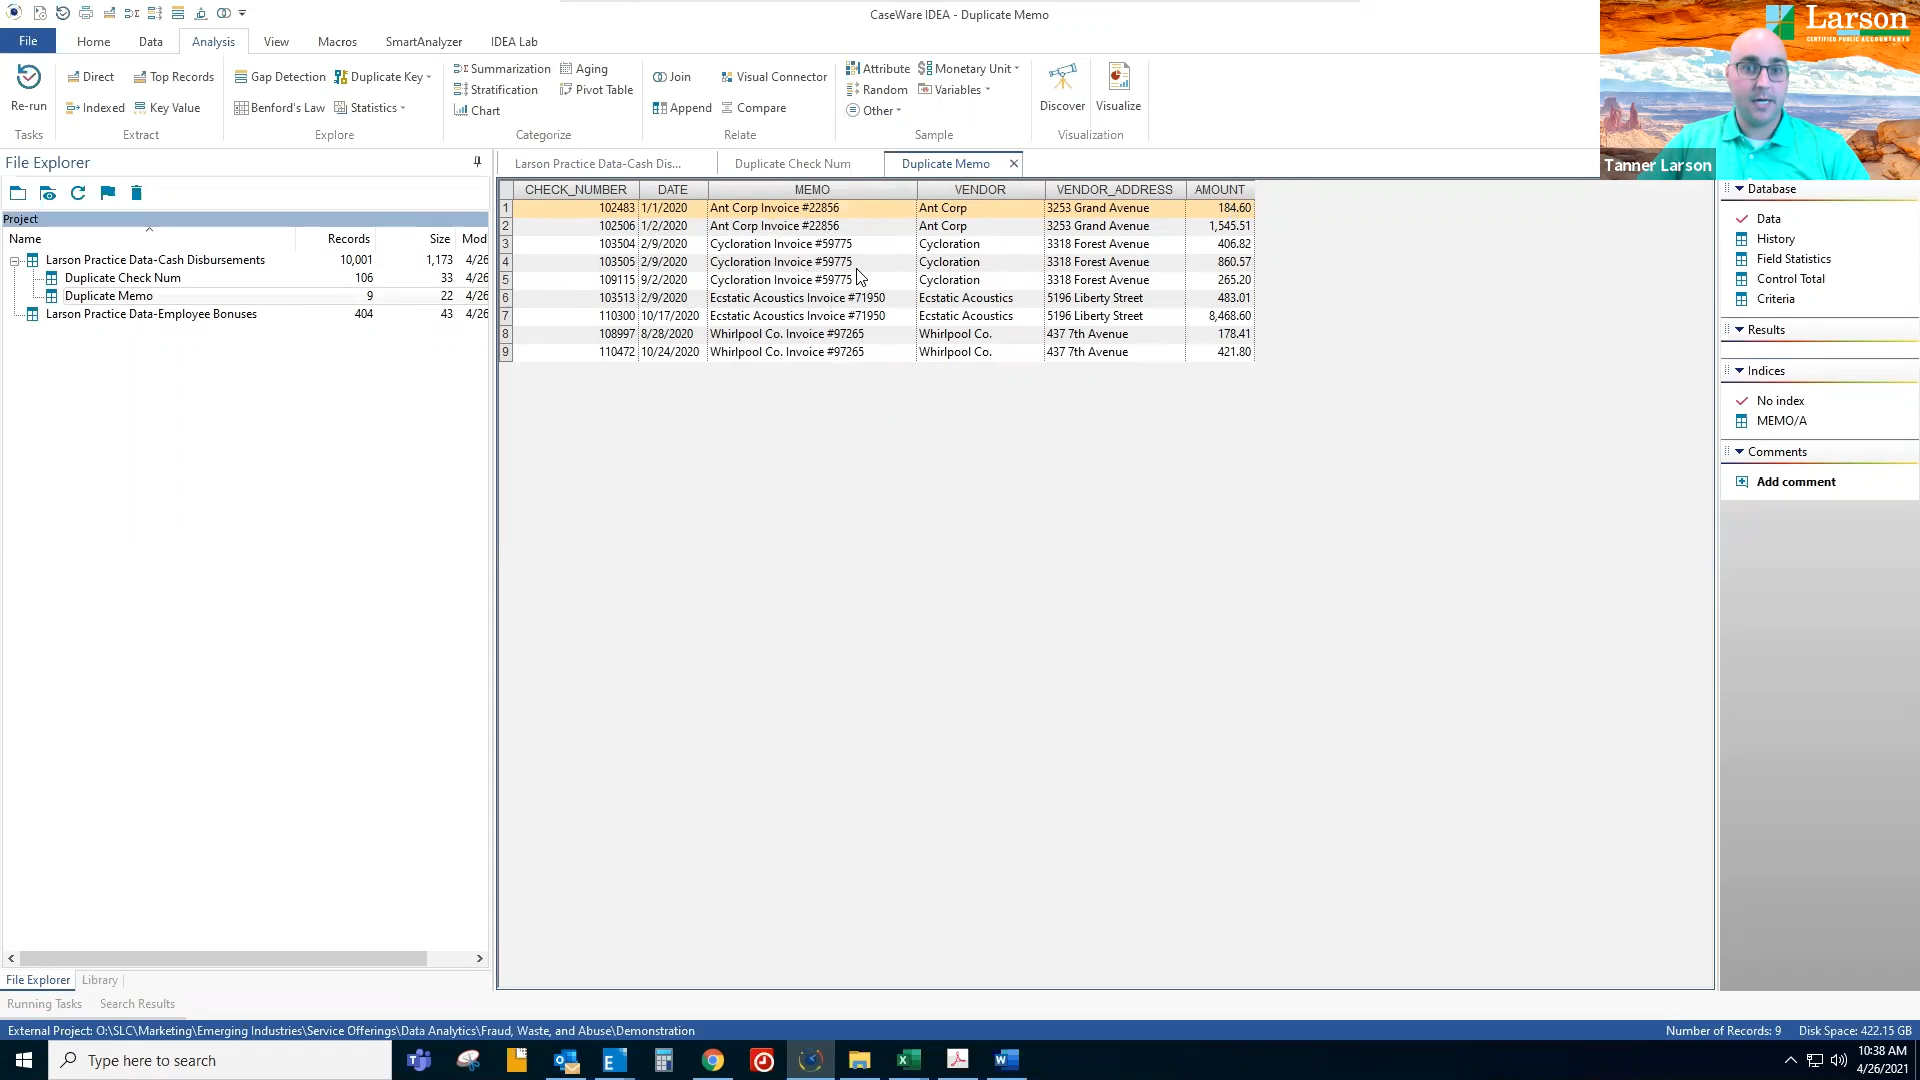 CaseWare IDEA - Duplicate Memo
Larson
CERTIFIED PUBLIC ACCOUNTANTS
Tanner Larson
File Home Data Analysis View Macros SmartAnalyzer IDEA Lab
Re-run
Tasks
Direct Top Records
Indexed Key Value
Extract
Gap Detection Duplicate Key
Benford's Law Statistics
Explore
Summarization Aging
Stratification Pivot Table
Chart
Categorize
Join Visual Connector
Append Compare
Relate
Attribute Monetary Unit
Random Variables
Other
Sample
Discover Visualize
Visualization
File Explorer
Project
Name Records Size Mod
Larson Practice Data-Cash Disbursements 10,001 1,173 4/26
Duplicate Check Num 106 33 4/26
Duplicate Memo 9 22 4/26
Larson Practice Data-Employee Bonuses 404 43 4/26
Larson Practice Data-Cash Dis... Duplicate Check Num Duplicate Memo
CHECK_NUMBER DATE MEMO VENDOR VENDOR_ADDRESS AMOUNT
1 102483 1/1/2020 Ant Corp Invoice #22856 Ant Corp 3253 Grand Avenue 184.60
2 102506 1/2/2020 Ant Corp Invoice #22856 Ant Corp 3253 Grand Avenue 1,545.51
3 103504 2/9/2020 Cycloration Invoice #59775 Cycloration 3318 Forest Avenue 406.82
4 103505 2/9/2020 Cycloration Invoice #59775 Cycloration 3318 Forest Avenue 860.57
5 109115 9/2/2020 Cycloration Invoice #59775 Cycloration 3318 Forest Avenue 265.20
6 103513 2/9/2020 Ecstatic Acoustics Invoice #71950 Ecstatic Acoustics 5196 Liberty Street 483.01
7 110300 10/17/2020 Ecstatic Acoustics Invoice #71950 Ecstatic Acoustics 5196 Liberty Street 8,468.60
8 108997 8/28/2020 Whirlpool Co. Invoice #97265 Whirlpool Co. 437 7th Avenue 178.41
9 110472 10/24/2020 Whirlpool Co. Invoice #97265 Whirlpool Co. 437 7th Avenue 421.80
Database
Data
History
Field Statistics
Control Total
Criteria
Results
Indices
No index
MEMO/A
Comments
Add comment
File Explorer Library
Running Tasks Search Results
External Project: O:\SLC\Marketing\Emerging Industries\Service Offerings\Data Analytics\Fraud, Waste, and Abuse\Demonstration
Number of Records: 9 Disk Space: 422.15 GB
Type here to search
10:38 AM
4/26/2021